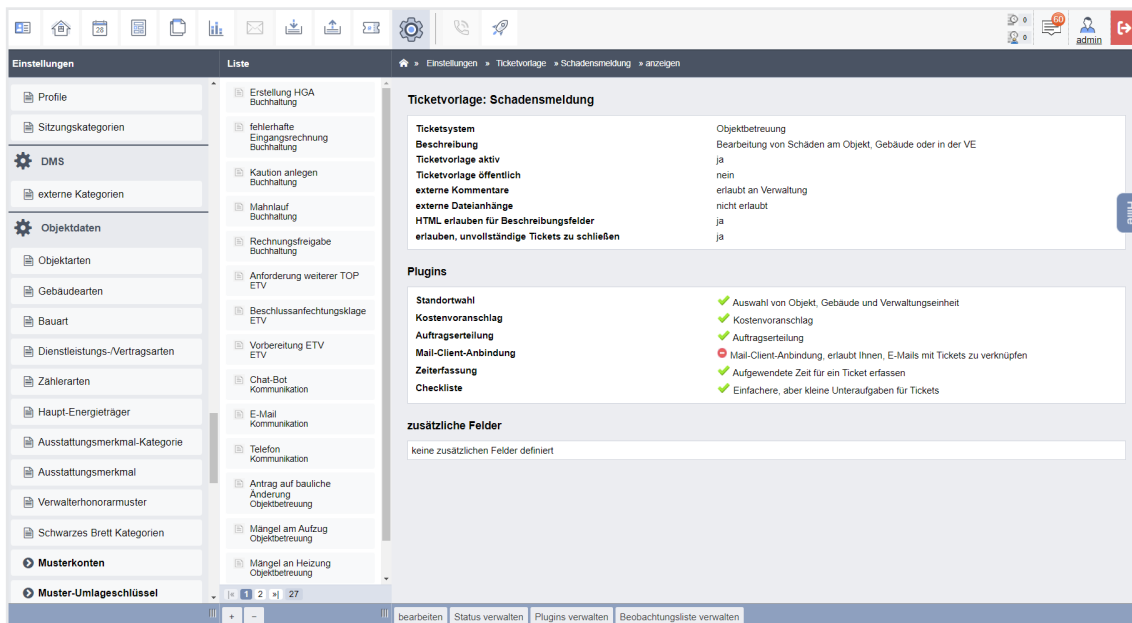 28
0
0
60
admin
Einstellungen
Liste
» Einstellungen » Ticketvorlage » Schadensmeldung » anzeigen
Profile
Sitzungskategorien
DMS
externe Kategorien
Objektdaten
Objektarten
Gebäudearten
Bauart
Dienstleistungs-/Vertragsarten
Zählerarten
Haupt-Energieträger
Ausstattungsmerkmal-Kategorie
Ausstattungsmerkmal
Verwalterhonorarmuster
Schwarzes Brett Kategorien
Musterkonten
Muster-Umlageschlüssel
Erstellung HGA
Buchhaltung
fehlerhafte
Eingangsrechnung
Buchhaltung
Kaution anlegen
Buchhaltung
Mahnlauf
Buchhaltung
Rechnungsfreigabe
Buchhaltung
Anforderung weiterer TOP
ETV
Beschlussanfechtungsklage
ETV
Vorbereitung ETV
ETV
Chat-Bot
Kommunikation
E-Mail
Kommunikation
Telefon
Kommunikation
Antrag auf bauliche
Änderung
Objektbetreuung
Mängel am Aufzug
Objektbetreuung
Mängel an Heizung
Objektbetreuung
|« 1 2 »| 27
+ −
Ticketvorlage: Schadensmeldung
Ticketsystem Objektbetreuung
Beschreibung Bearbeitung von Schäden am Objekt, Gebäude oder in der VE
Ticketvorlage aktiv ja
Ticketvorlage öffentlich nein
externe Kommentare erlaubt an Verwaltung
externe Dateianhänge nicht erlaubt
HTML erlauben für Beschreibungsfelder ja
erlauben, unvollständige Tickets zu schließen ja
Plugins
Standortwahl Auswahl von Objekt, Gebäude und Verwaltungseinheit
Kostenvoranschlag Kostenvoranschlag
Auftragserteilung Auftragserteilung
Mail-Client-Anbindung Mail-Client-Anbindung, erlaubt Ihnen, E-Mails mit Tickets zu verknüpfen
Zeiterfassung Aufgewendete Zeit für ein Ticket erfassen
Checkliste Einfachere, aber kleine Unteraufgaben für Tickets
zusätzliche Felder
keine zusätzlichen Felder definiert
Hilfe
bearbeiten Status verwalten Plugins verwalten Beobachtungsliste verwalten